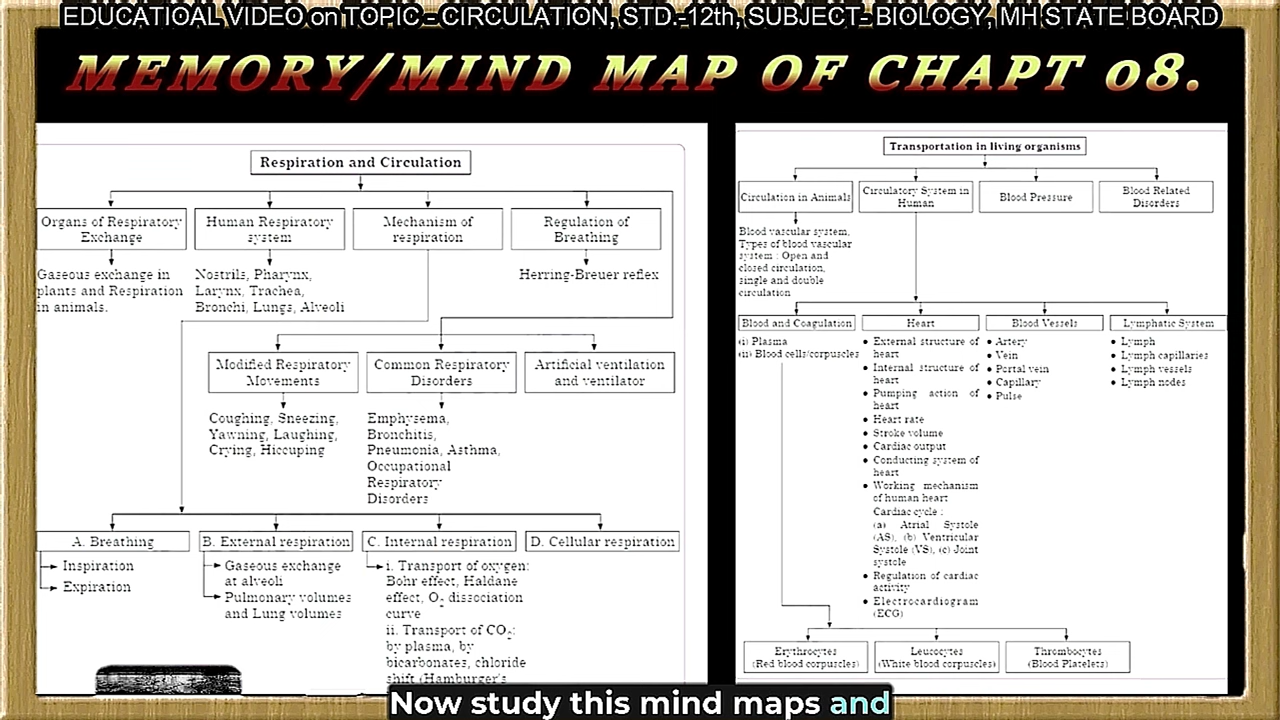 EDUCATIOAL VIDEO on TOPIC - CIRCULATION, STD.-12th, SUBJECT- BIOLOGY, MH STATE BOARD
MEMORY/MIND MAP OF CHAPT 08.
Respiration and Circulation
Organs of Respiratory
Exchange
Human Respiratory
system
Mechanism of
respiration
Regulation of
Breathing
Gaseous exchange in
plants and Respiration
in animals.
Nostrils, Pharynx,
Larynx, Trachea,
Bronchi, Lungs, Alveoli
Herring-Breuer reflex
Modified Respiratory
Movements
Common Respiratory
Disorders
Artificial ventilation
and ventilator
Coughing, Sneezing,
Yawning, Laughing,
Crying, Hiccuping
Emphysema,
Bronchitis,
Pneumonia, Asthma,
Occupational
Respiratory
Disorders
A. Breathing
B. External respiration
C. Internal respiration
D. Cellular respiration
Inspiration
Expiration
Gaseous exchange
at alveoli
Pulmonary volumes
and Lung volumes
i. Transport of oxygen:
Bohr effect, Haldane
effect, O₂ dissociation
curve
ii. Transport of CO₂:
by plasma, by
bicarbonates, chloride
shift (Hamburger's
Transportation in living organisms
Circulation in Animals
Circulatory System in
Human
Blood Pressure
Blood Related
Disorders
Blood vascular system,
Types of blood vascular
system : Open and
closed circulation,
single and double
circulation
Blood and Coagulation
Heart
Blood Vessels
Lymphatic System
(i) Plasma
(ii) Blood cells/corpuscles
• External structure of
heart
• Internal structure of
heart
• Pumping action of
heart
• Heart rate
• Stroke volume
• Cardiac output
• Conducting system of
heart
• Working mechanism
of human heart
Cardiac cycle :
(a) Atrial Systole
(AS), (b) Ventricular
Systole (VS), (c) Joint
systole
• Regulation of cardiac
activity
• Electrocardiogram
(ECG)
• Artery
• Vein
• Portal vein
• Capillary
• Pulse
• Lymph
• Lymph capillaries
• Lymph vessels
• Lymph nodes
Erythrocytes
(Red blood corpuscles)
Leucocytes
(White blood corpuscles)
Thrombocytes
(Blood Platelets)
Now study this mind maps and